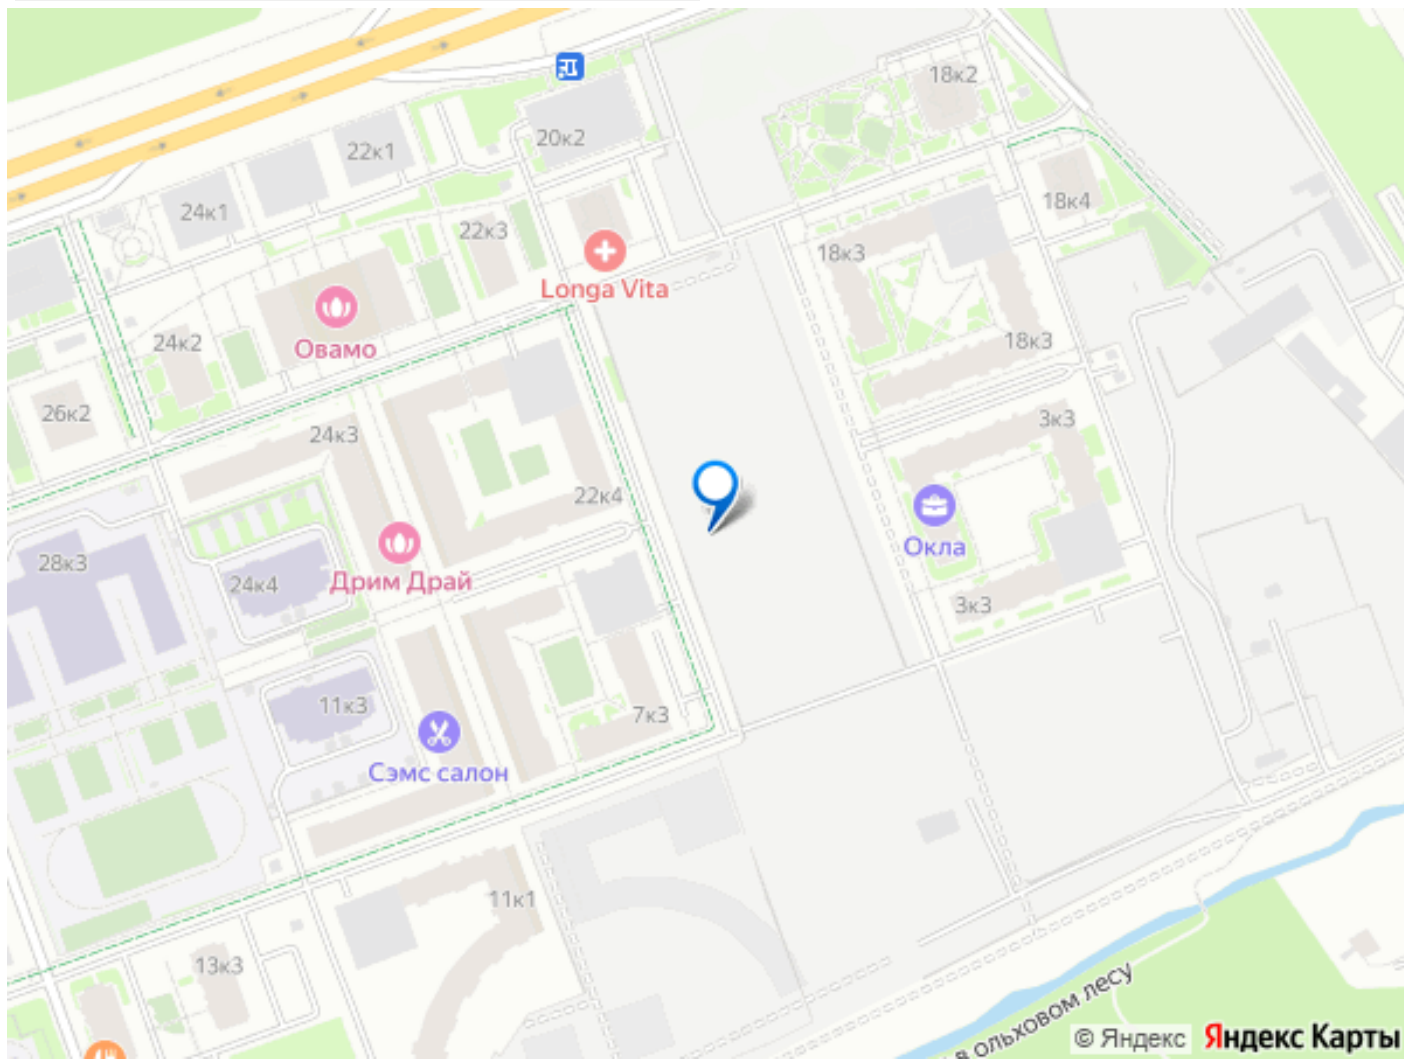 18к2
20к2
22к1
18к4
24к1
22к3
18к3
Longa Vita
24к2
Овамо
18к3
26к2
24к3
3к3
22к4
Окла
28к3
24к4
Дрим Драй
3к3
11к3
7к3
Сэмс салон
11к1
13к3
в ольховом лесу
© Яндекс Яндекс Карты